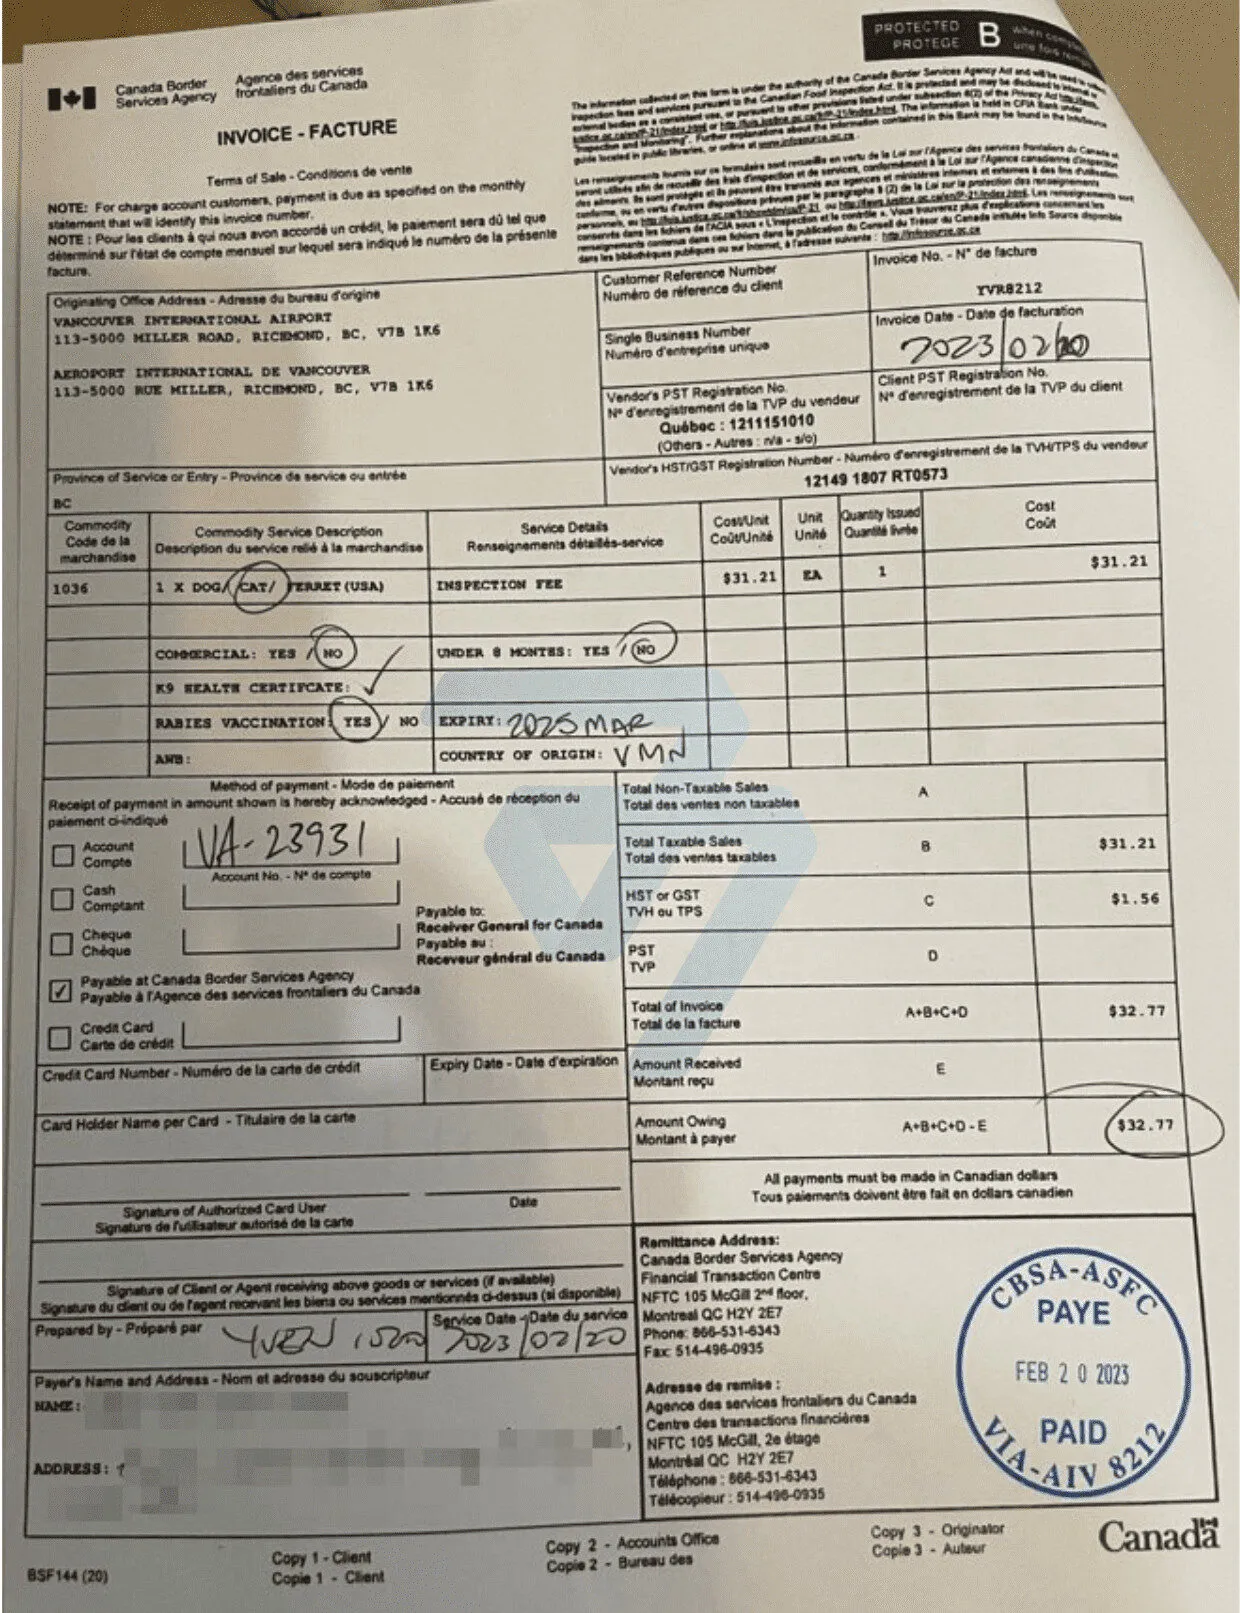 PROTECTED B
PROTÉGÉ
Canada Border
Services Agency
Agence des services
frontaliers du Canada
INVOICE - FACTURE
Terms of Sale - Conditions de vente
NOTE: For charge account customers, payment is due as specified on the monthly
statement that will identify this invoice number.
NOTE : Pour les clients à qui nous avon accordé un crédit, le paiement sera dû tel que
déterminé sur l'état de compte mensuel sur lequel sera indiqué le numéro de la présente
facture.
Originating Office Address - Adresse du bureau d'origine
VANCOUVER INTERNATIONAL AIRPORT
113-5000 MILLER ROAD, RICHMOND, BC, V7B 1K6
AEROPORT INTERNATIONAL DE VANCOUVER
113-5000 RUE MILLER, RICHMOND, BC, V7B 1K6
Customer Reference Number
Numéro de réference du client
Invoice No. - N° de facture
YVR8212
Single Business Number
Numéro d'entreprise unique
Invoice Date - Date de facturation
2023/02/20
Vendor's PST Registration No.
N° d'enregistrement de la TVP du vendeur
Québec : 1211151010
(Others - Autres : n/a - s/o)
Client PST Registration No.
N° d'enregistrement de la TVP du client
Province of Service or Entry - Province de service ou entrée
BC
Vendor's HST/GST Registration Number - Numéro d'enregistrement de la TVH/TPS du vendeur
12149 1807 RT0573
Commodity
Code de la
marchandise
Commodity Service Description
Description du service relié à la marchandise
Service Details
Renseignements détaillés-service
Cost/Unit
Coût/Unité
Unit
Unité
Quantity Issued
Quantité livrée
Cost
Coût
1036 1 X DOG/ CAT/ FERRET (USA) INSPECTION FEE $31.21 EA 1 $31.21
COMMERCIAL: YES / NO UNDER 8 MONTHS: YES / NO
K9 HEALTH CERTIFCATE: ✓
RABIES VACCINATION: YES / NO EXPIRY: 2025 MAR
AWB: COUNTRY OF ORIGIN: VMN
Method of payment - Mode de paiement
Receipt of payment in amount shown is hereby acknowledged - Accusé de réception du
paiement ci-indiqué
Account
Compte
VA-23931
Account No. - N° de compte
Cash
Comptant
Cheque
Chèque
Payable to:
Receiver General for Canada
Payable au :
Receveur général du Canada
✓ Payable at Canada Border Services Agency
Payable à l'Agence des services frontaliers du Canada
Credit Card
Carte de crédit
Credit Card Number - Numéro de la carte de crédit
Expiry Date - Date d'expiration
Card Holder Name per Card - Titulaire de la carte
Signature of Authorized Card User
Signature de l'utilisateur autorisé de la carte
Date
Signature of Client or Agent receiving above goods or services (if available)
Signature du client ou de l'agent recevant les biens ou services mentionnés ci-dessus (si disponible)
Prepared by - Préparé par
Service Date - Date du service
2023/02/20
Payer's Name and Address - Nom et adresse du souscripteur
NAME:
ADDRESS:
Total Non-Taxable Sales
Total des ventes non taxables
A
Total Taxable Sales
Total des ventes taxables
B $31.21
HST or GST
TVH ou TPS
C $1.56
PST
TVP
D
Total of Invoice
Total de la facture
A+B+C+D $32.77
Amount Received
Montant reçu
E
Amount Owing
Montant à payer
A+B+C+D - E $32.77
All payments must be made in Canadian dollars
Tous paiements doivent être fait en dollars canadien
Remittance Address:
Canada Border Services Agency
Financial Transaction Centre
NFTC 105 McGill 2nd floor,
Montreal QC H2Y 2E7
Phone: 866-531-6343
Fax: 514-496-0935
Adresse de remise :
Agence des services frontaliers du Canada
Centre des transactions financières
NFTC 105 McGill, 2e étage
Montréal QC H2Y 2E7
Téléphone : 866-531-6343
Télécopieur : 514-496-0935
CBSA-ASFC
PAYE
FEB 20 2023
PAID
VIA-AIV 8212
Canada
BSF144 (20)
Copy 1 - Client
Copie 1 - Client
Copy 2 - Accounts Office
Copie 2 - Bureau des
Copy 3 - Originator
Copie 3 - Auteur